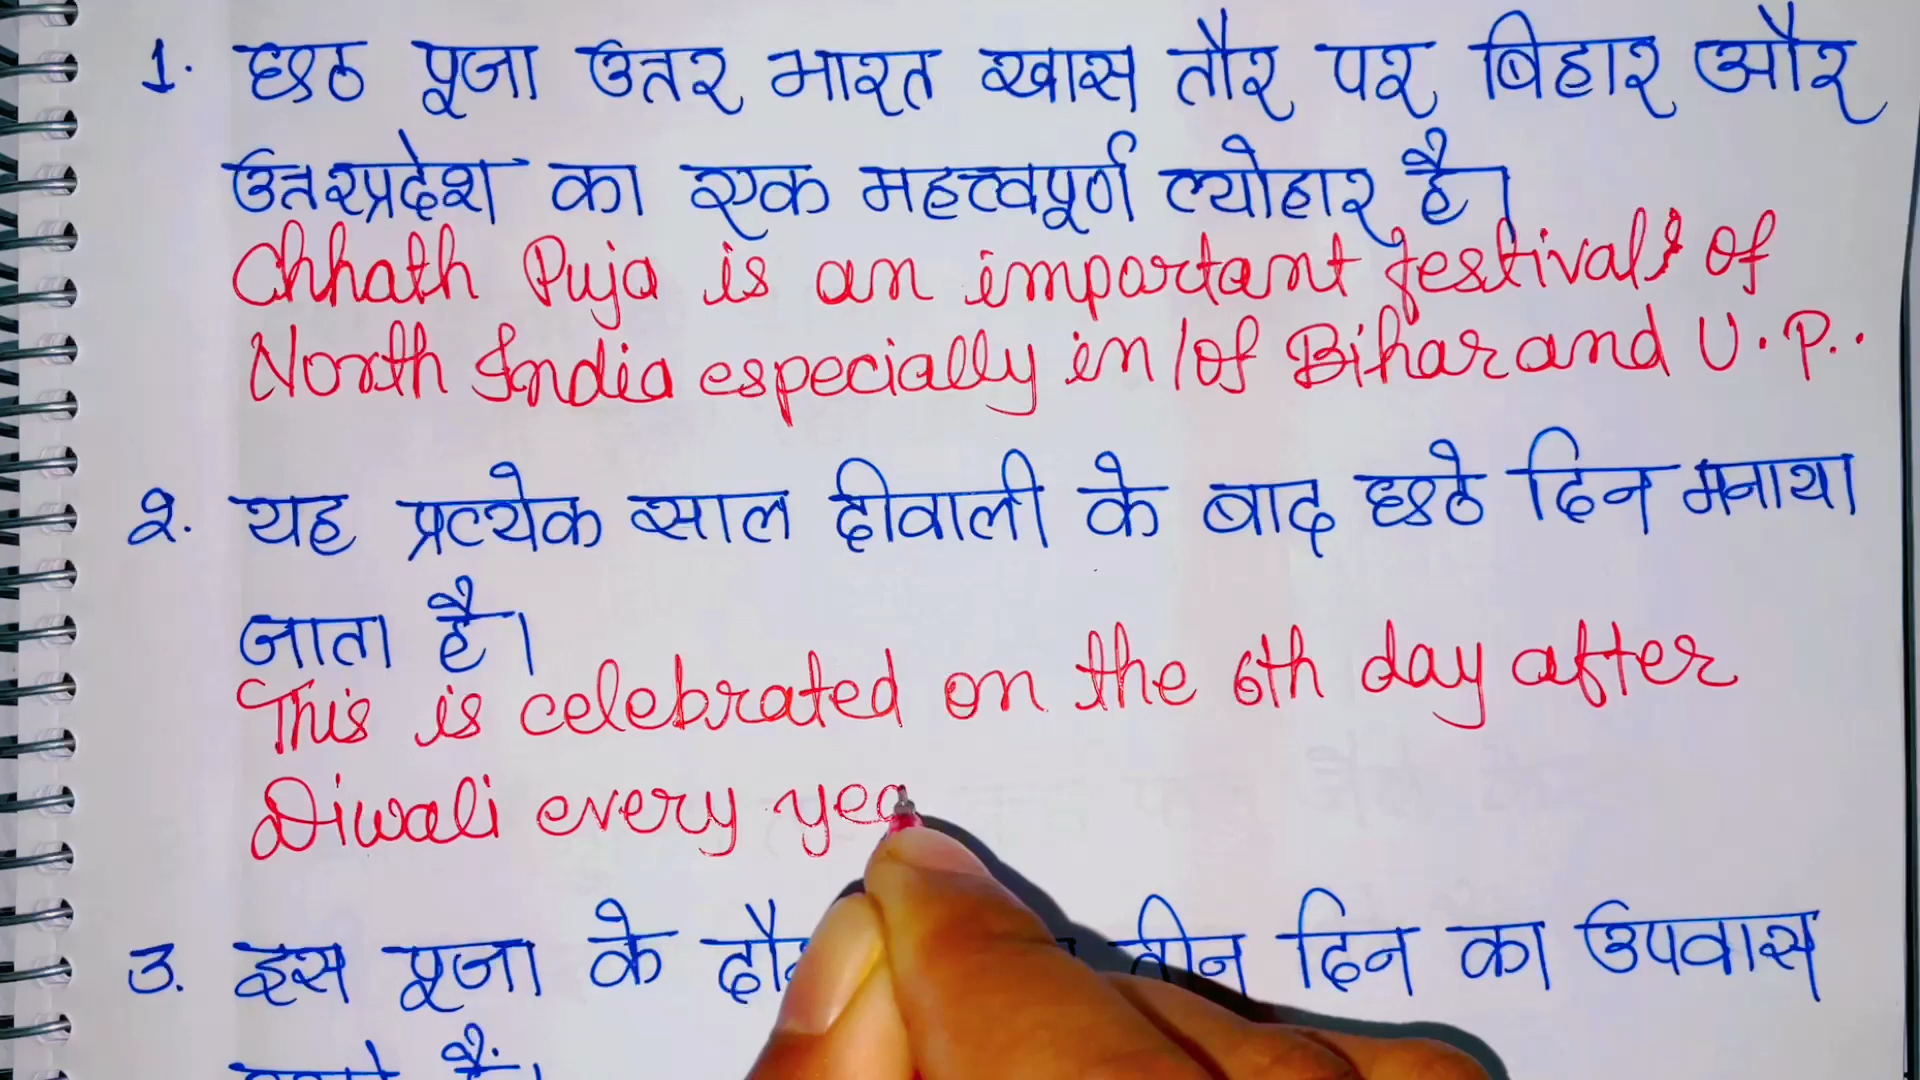 1. छठ पूजा उत्तर भारत खास तौर पर बिहार और
उत्तरप्रदेश का एक महत्त्वपूर्ण त्योहार है।
Chhath Puja is an important festivals of
North India especially in/of Bihar and U.P..
2. यह प्रत्येक साल दीवाली के बाद छठे दिन मनाया
जाता है।
This is celebrated on the 6th day after
Diwali every yea
3. इस पूजा के तीन दिन का उपवास
हैं।